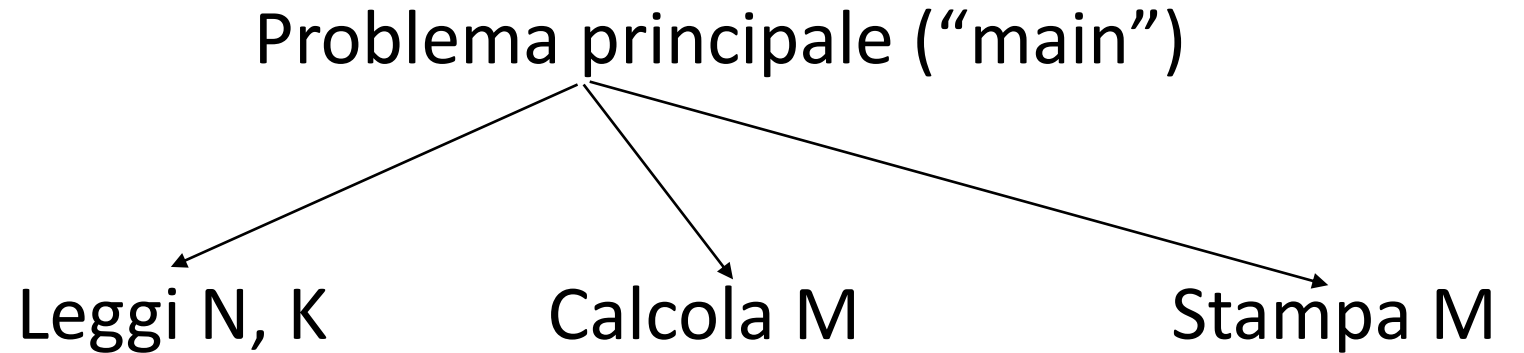 Problema principale (“main”)
Leggi N, K Calcola M Stampa M